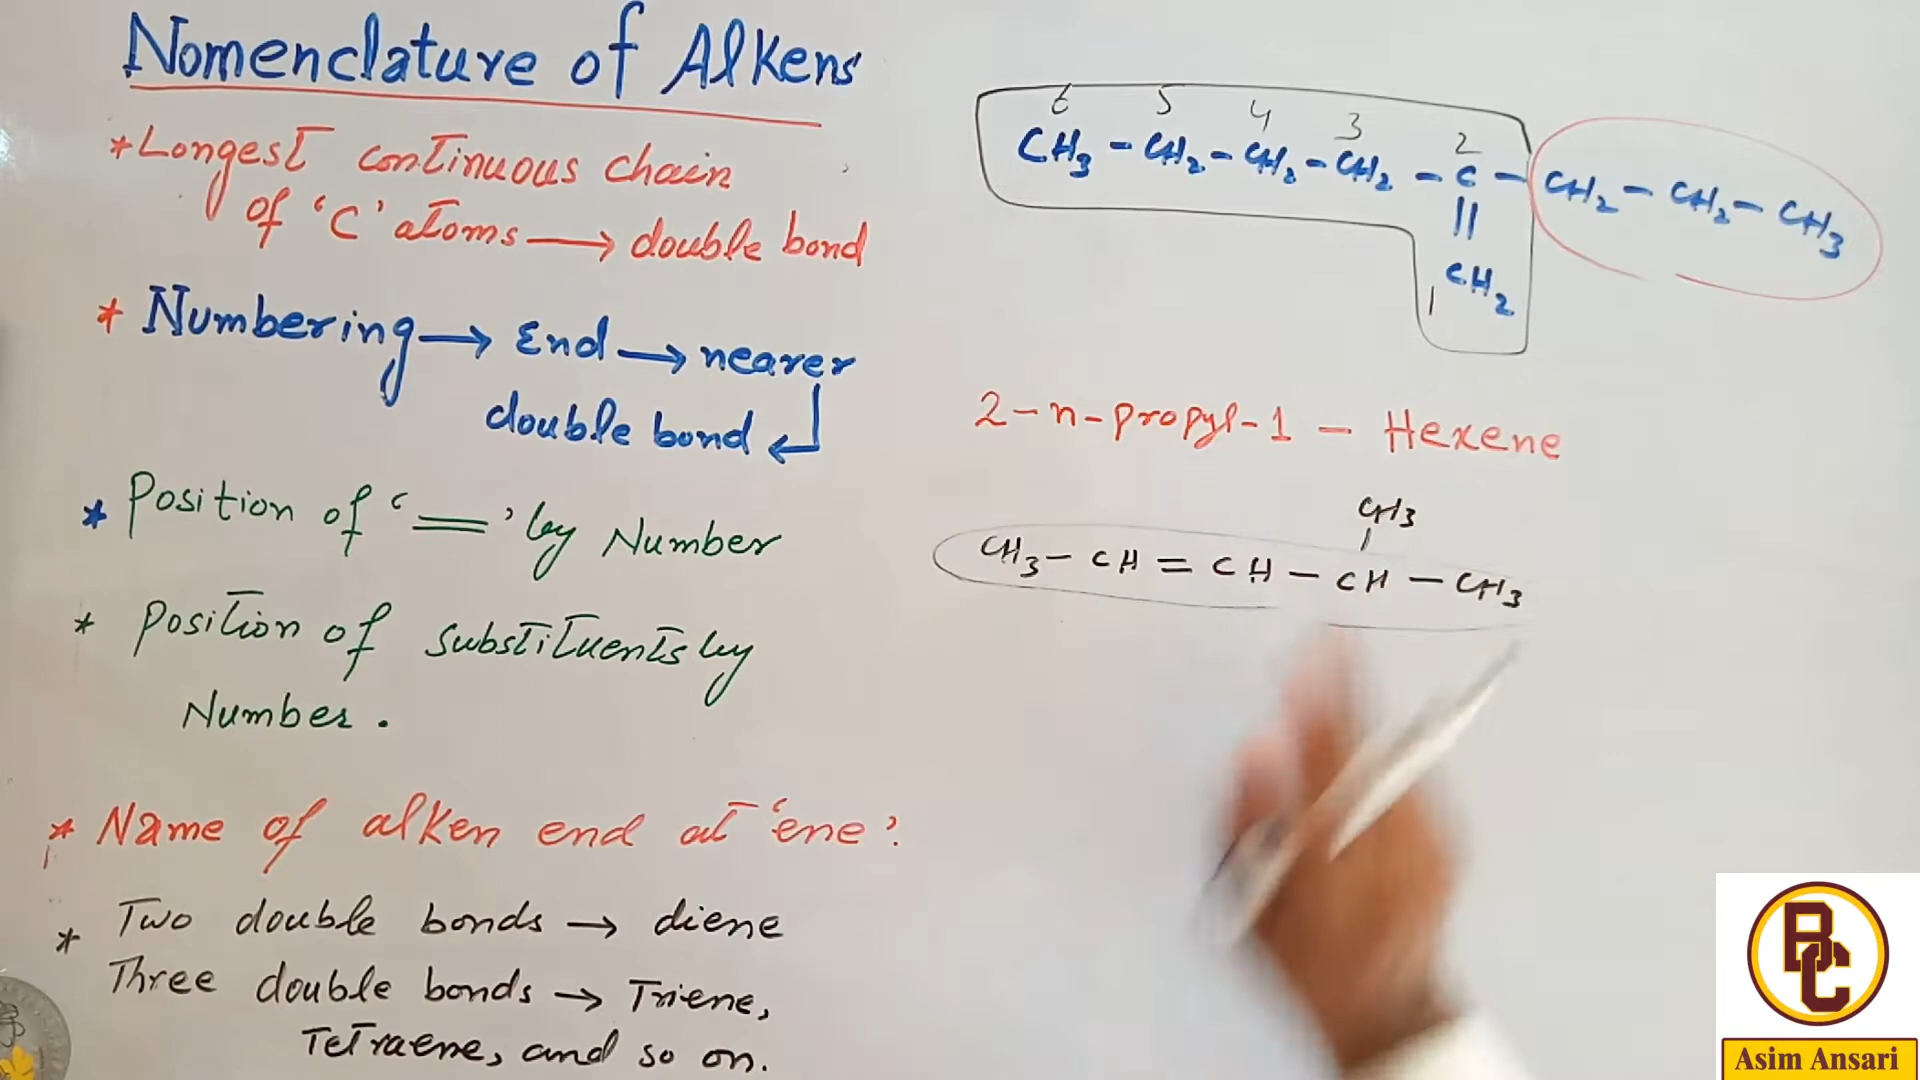 Nomenclature of Alkens
* Longest continuous chain
of 'C' atoms → double bond
* Numbering → End → nearer
double bond ↲
* Position of '=' by Number
* Position of substituents by
Number.
* Name of alken end at 'ene'.
* Two double bonds → diene
Three double bonds → Triene,
Tetraene, and so on.
6 5 4 3 2
CH3 - CH2 - CH2 - CH2 - C - CH2 - CH2 - CH3
||
1 CH2
2-n-propyl-1 - Hexene
CH3
|
CH3 - CH = CH - CH - CH3
BC
Asim Ansari